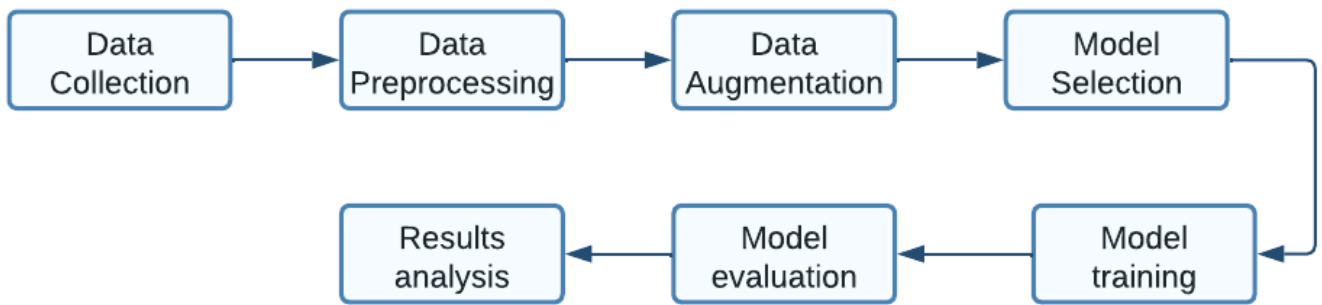 Data
Collection
Data
Preprocessing
Data
Augmentation
Model
Selection
Model
training
Model
evaluation
Results
analysis